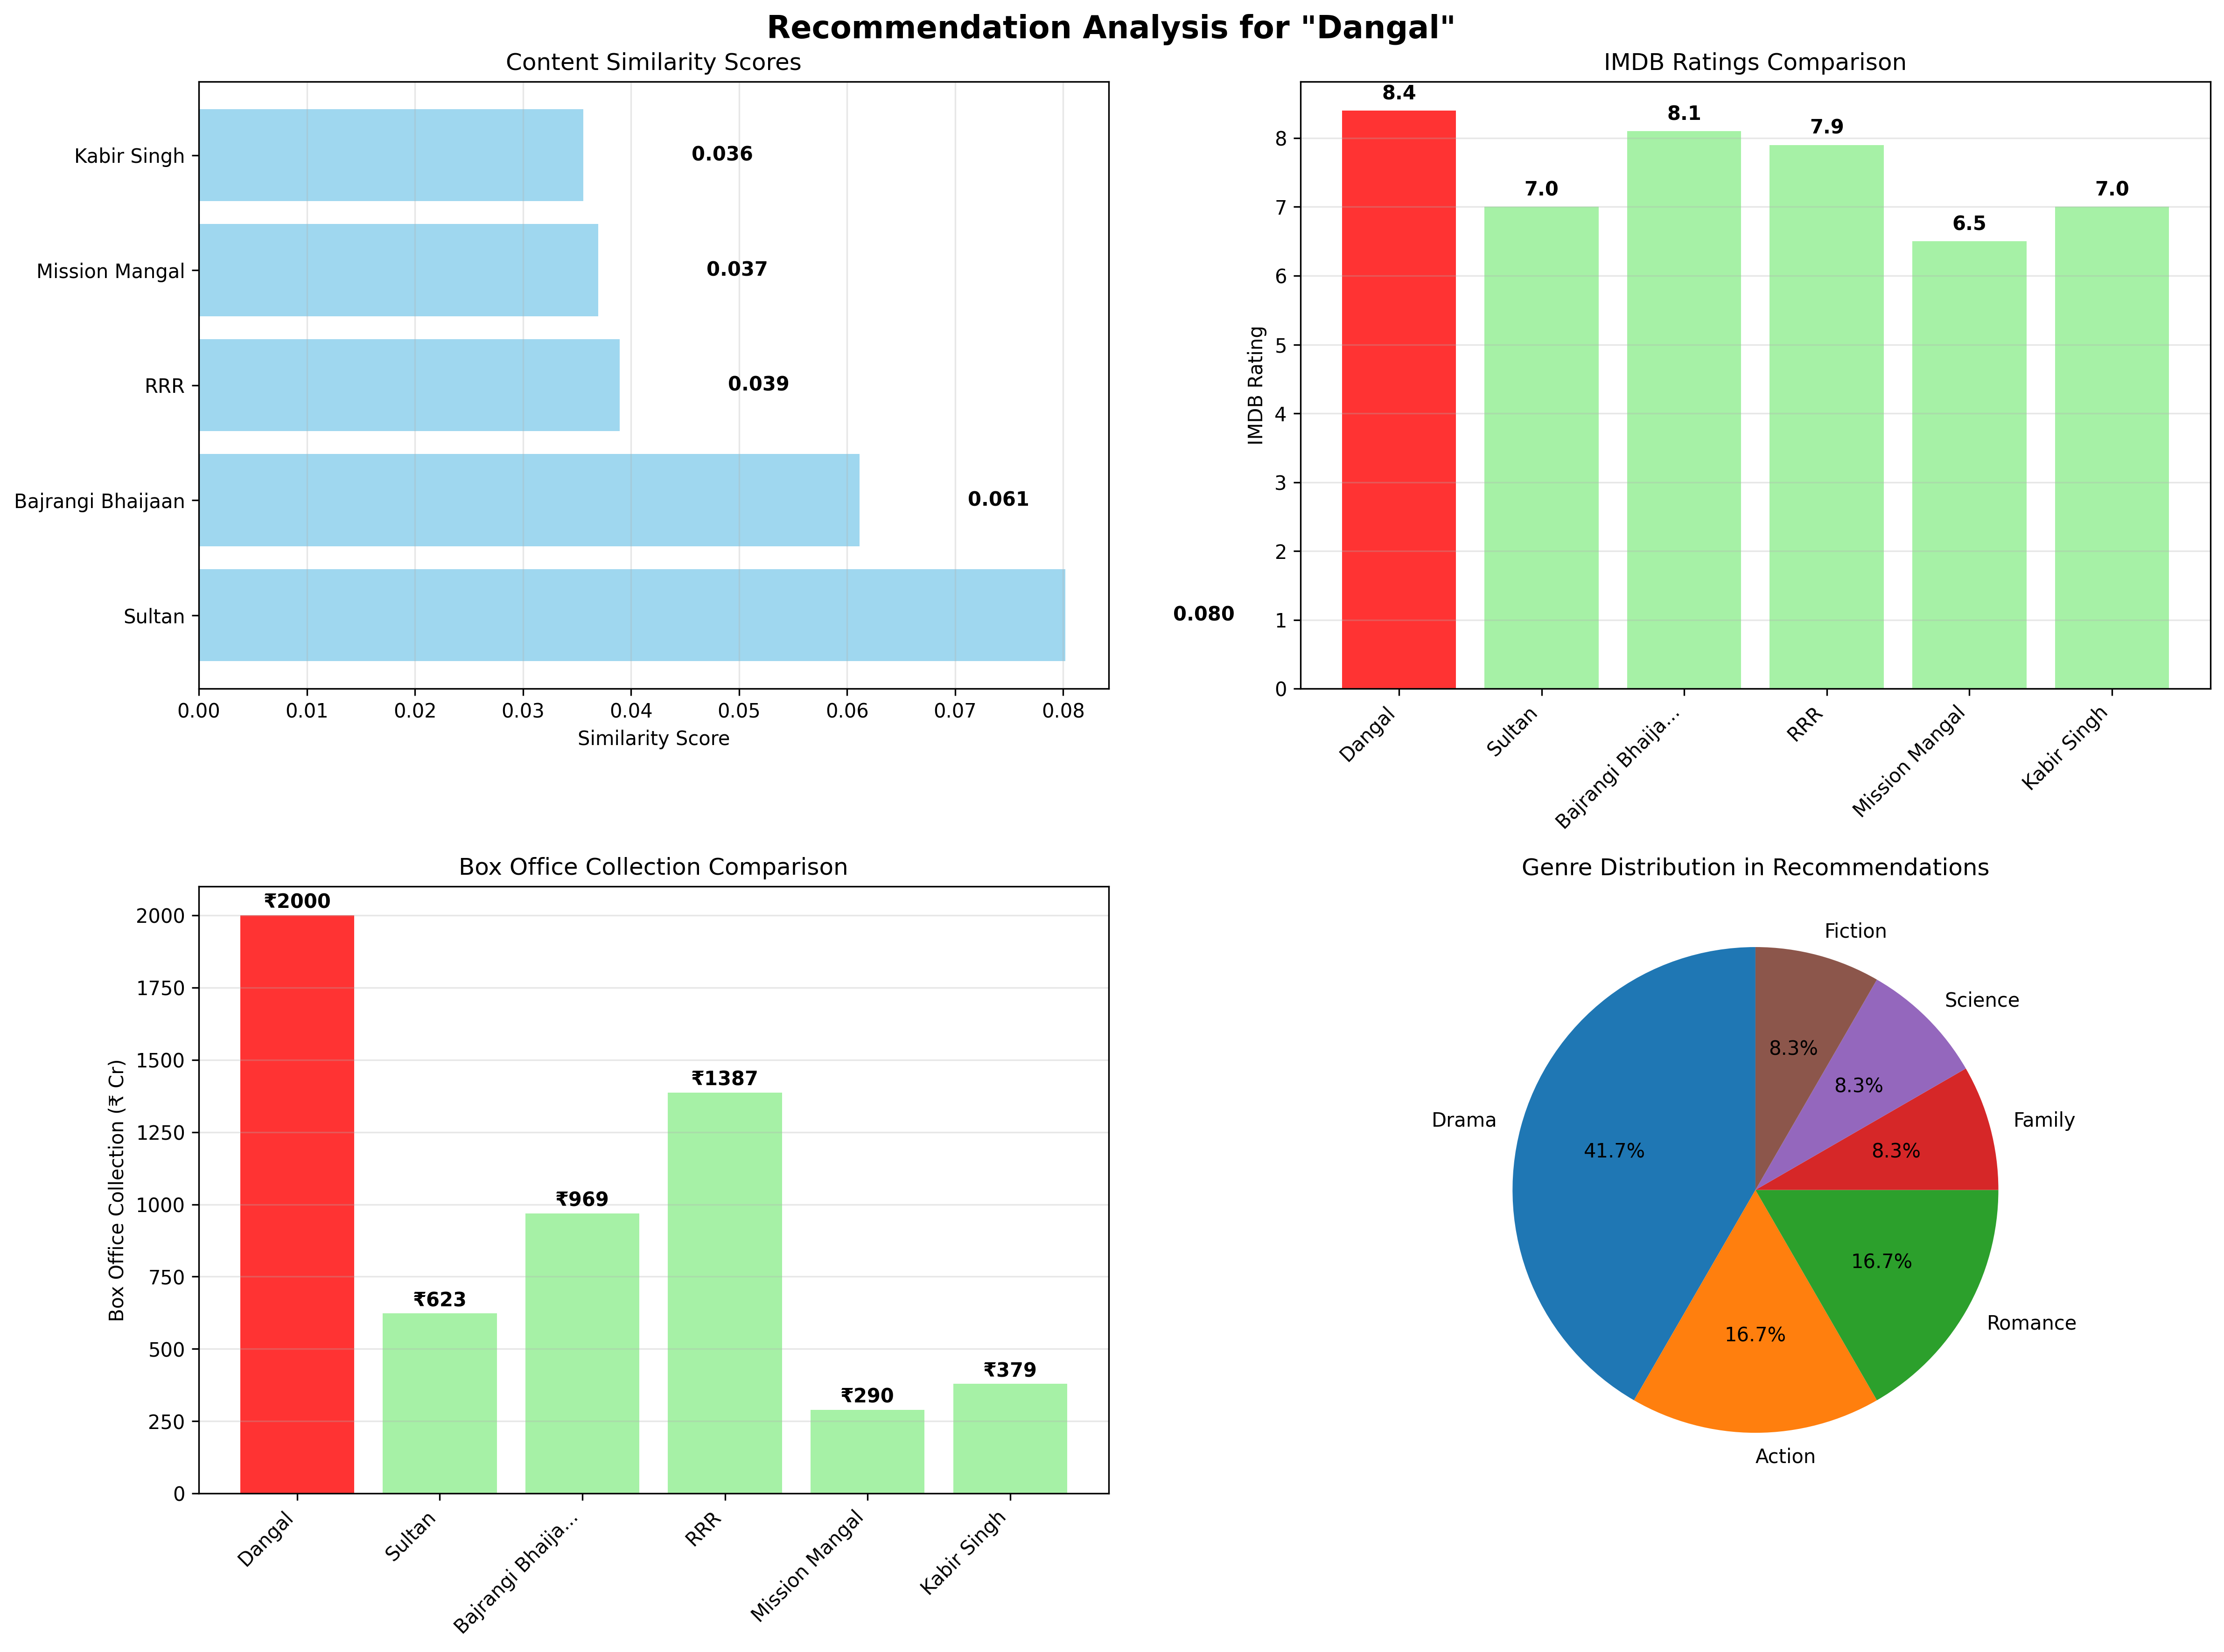 Recommendation Analysis for "Dangal"
Content Similarity Scores
Kabir Singh
0.036
Mission Mangal
0.037
RRR
0.039
Bajrangi Bhaijaan
0.061
Sultan
0.080
0.00 0.01 0.02 0.03 0.04 0.05 0.06 0.07 0.08
Similarity Score
IMDB Ratings Comparison
IMDB Rating
8
7
6
5
4
3
2
1
0
8.4
7.0
8.1
7.9
6.5
7.0
Dangal
Sultan
Bajrangi Bhaija...
RRR
Mission Mangal
Kabir Singh
Box Office Collection Comparison
Box Office Collection (₹ Cr)
2000
1750
1500
1250
1000
750
500
250
0
₹2000
₹623
₹969
₹1387
₹290
₹379
Dangal
Sultan
Bajrangi Bhaija...
RRR
Mission Mangal
Kabir Singh
Genre Distribution in Recommendations
Fiction
8.3%
Science
8.3%
Family
8.3%
Romance
16.7%
Action
16.7%
Drama
41.7%